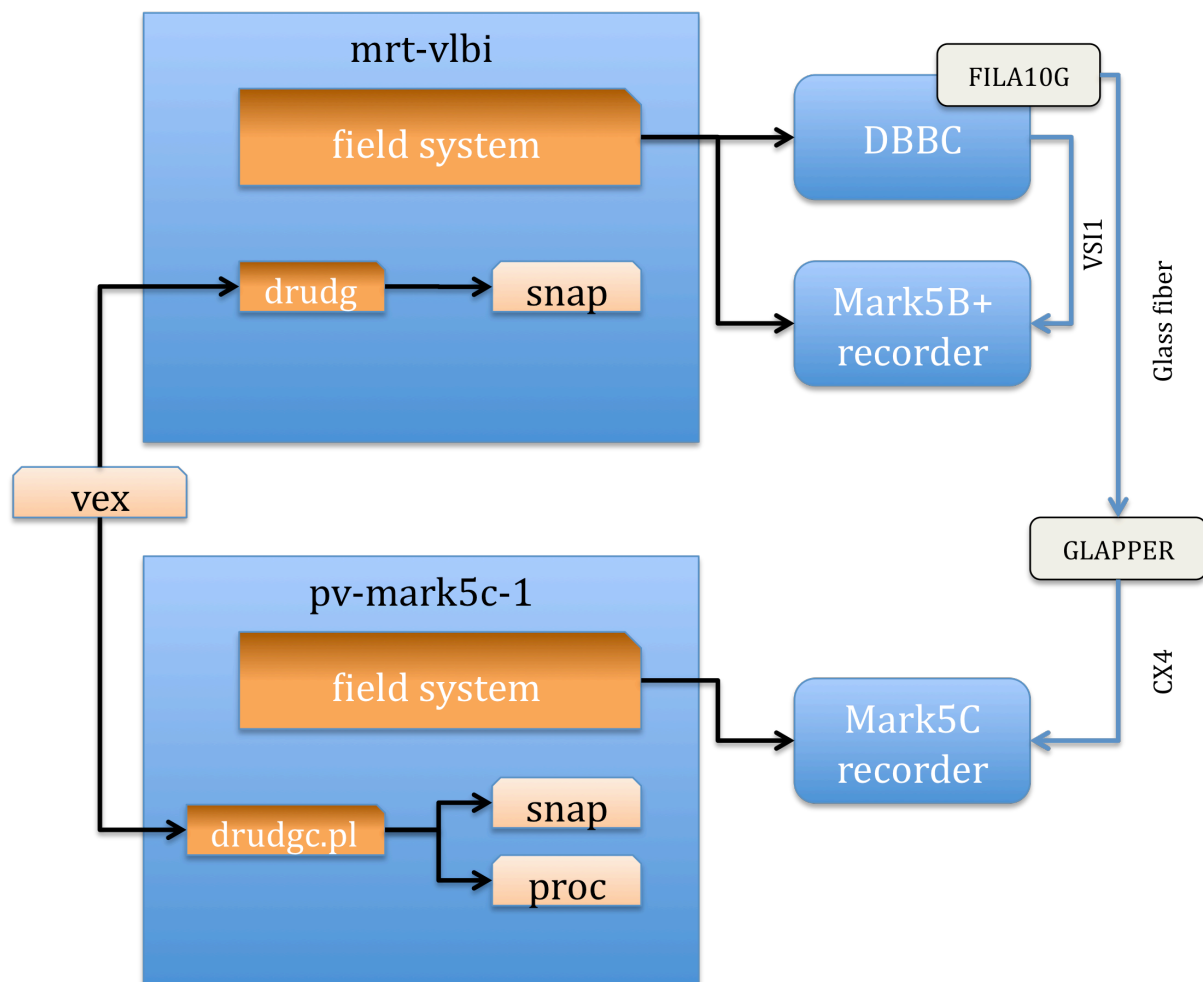 mrt-vlbi
field system
drudg
snap
FILA10G
DBBC
VSI1
Mark5B+
recorder
Glass fiber
vex
GLAPPER
pv-mark5c-1
field system
drudgc.pl
snap
proc
Mark5C
recorder
CX4